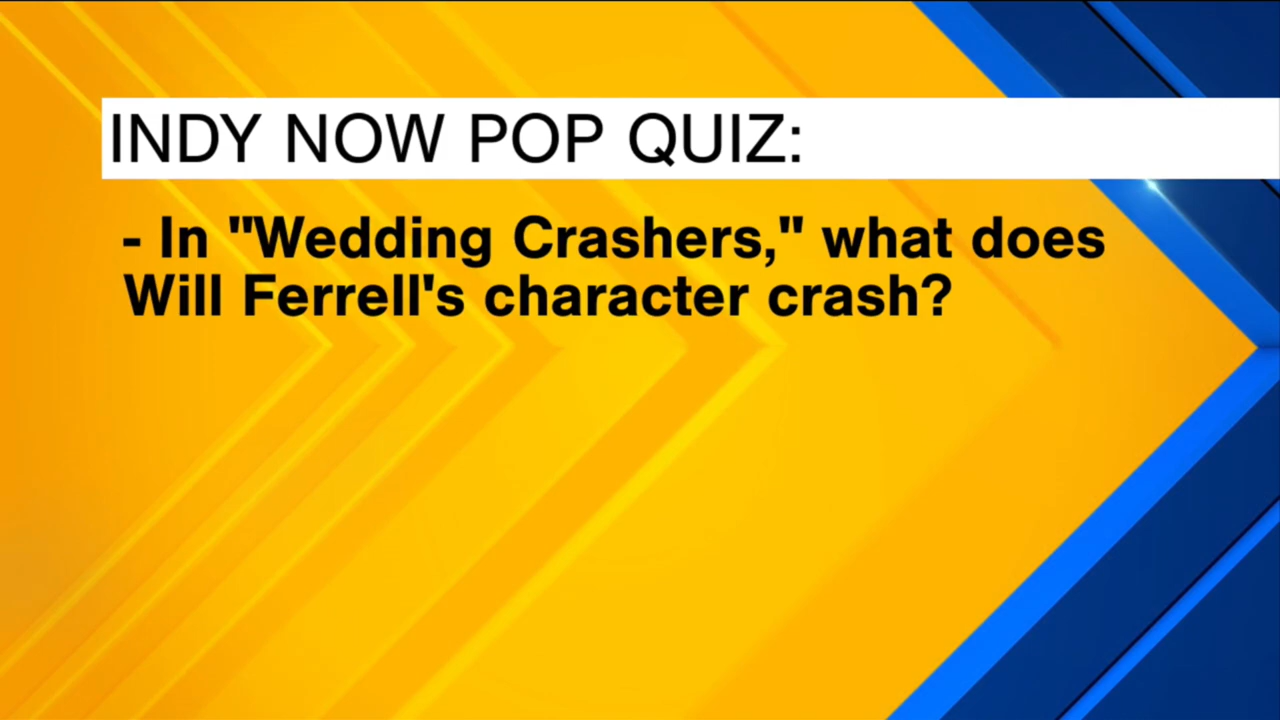 INDY NOW POP QUIZ:
- In "Wedding Crashers," what does
Will Ferrell's character crash?